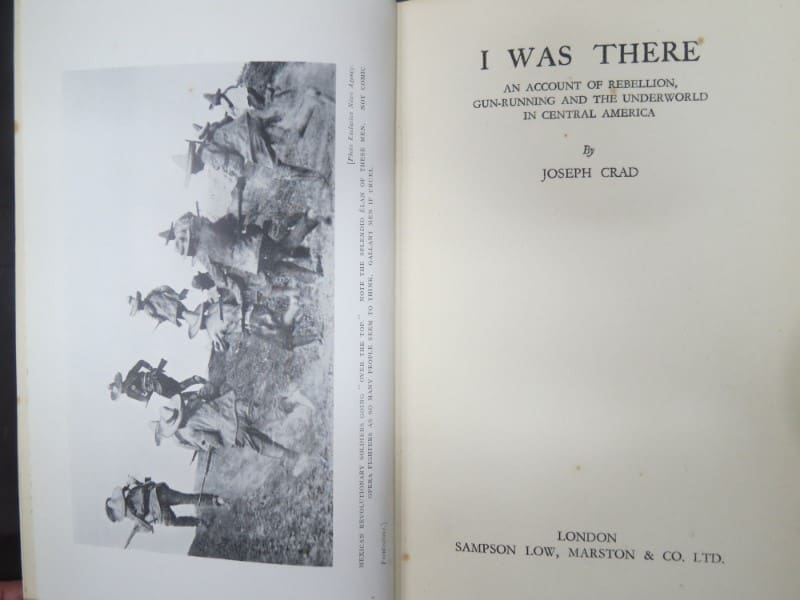 [Photo Exclusive News Agency.
MEXICAN REVOLUTIONARY SOLDIERS GOING "OVER THE TOP." NOTE THE SPLENDID ÉLAN OF THESE MEN. NOT COMIC
OPERA FIGHTERS AS SO MANY PEOPLE SEEM TO THINK. GALLANT MEN IF CRUEL
Frontispiece.]
I WAS THERE
AN ACCOUNT OF REBELLION,
GUN-RUNNING AND THE UNDERWORLD
IN CENTRAL AMERICA
By
JOSEPH CRAD
LONDON
SAMPSON LOW, MARSTON & CO. LTD.